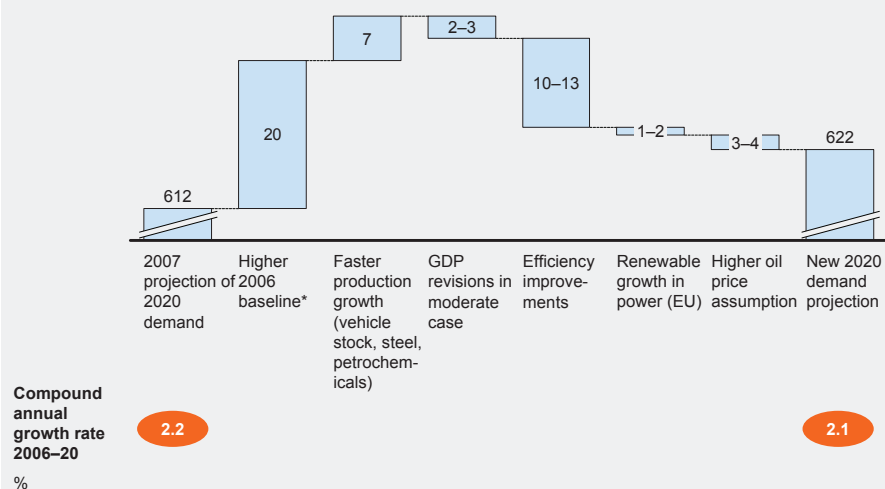 612
20
7
2–3
10–13
1–2
3–4
622
2007
projection of
2020
demand
Higher
2006
baseline*
Faster
production
growth
(vehicle
stock, steel,
petrochem-
icals)
GDP
revisions in
moderate
case
Efficiency
improve-
ments
Renewable
growth in
power (EU)
Higher oil
price
assumption
New 2020
demand
projection
Compound
annual
growth rate
2006–20
%
2.2
2.1